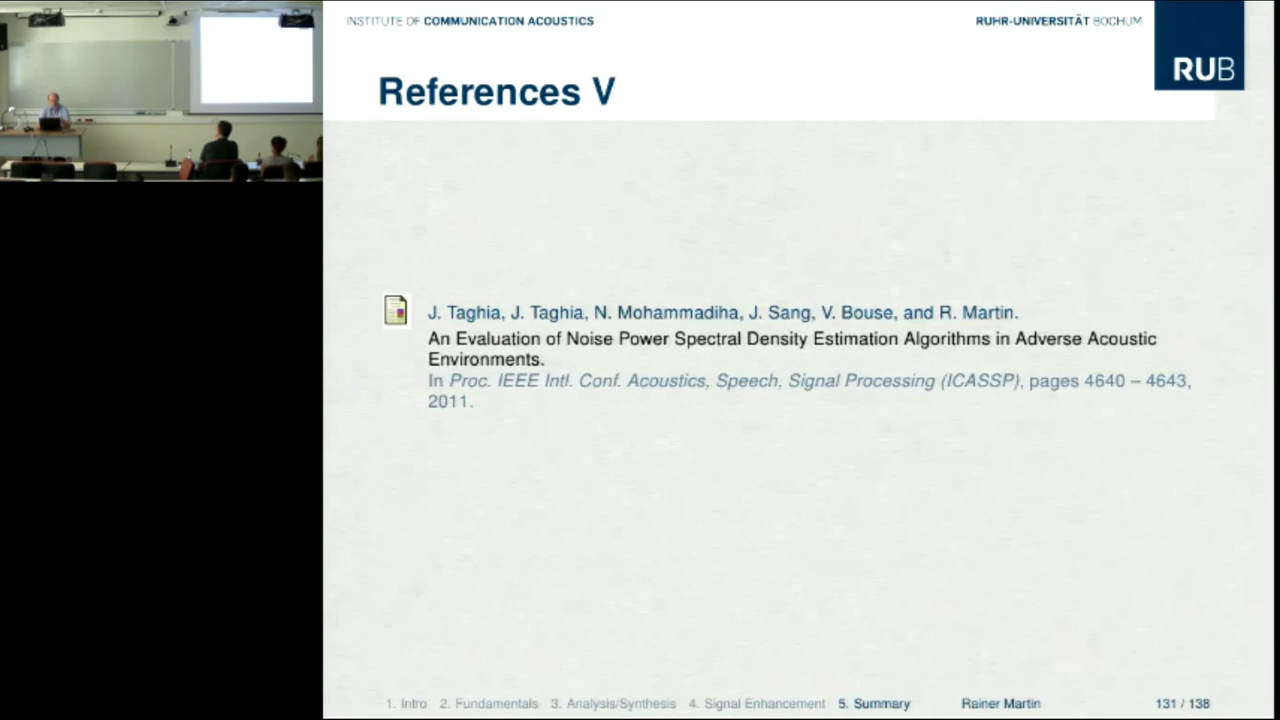 INSTITUTE OF COMMUNICATION ACOUSTICS
RUHR-UNIVERSITÄT BOCHUM
RUB
References V
J. Taghia, J. Taghia, N. Mohammadiha, J. Sang, V. Bouse, and R. Martin.
An Evaluation of Noise Power Spectral Density Estimation Algorithms in Adverse Acoustic
Environments.
In Proc. IEEE Intl. Conf. Acoustics, Speech, Signal Processing (ICASSP), pages 4640 – 4643,
2011.
1. Intro 2. Fundamentals 3. Analysis/Synthesis 4. Signal Enhancement 5. Summary Rainer Martin 131 / 138